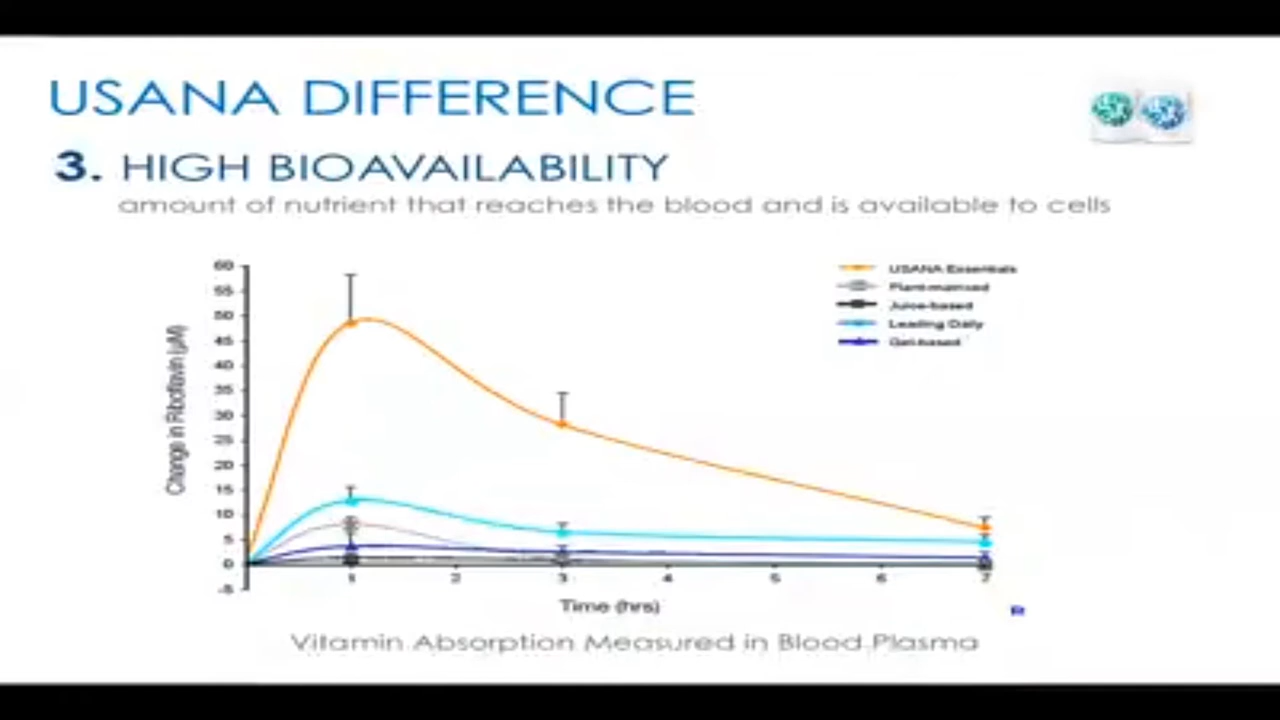 USANA DIFFERENCE
3. HIGH BIOAVAILABILITY
amount of nutrient that reaches the blood and is available to cells
60
55
50
45
40
35
30
25
20
15
10
5
0
-5
Change in Riboflavin (µM)
USANA Essentials
Juice-based
Leading Daily
Gel-based
1 2 3 4 5 6 7
Time (hrs)
Vitamin Absorption Measured in Blood Plasma